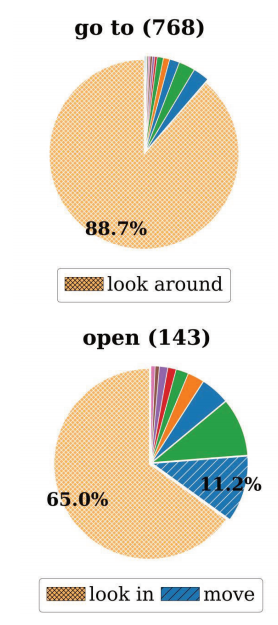 go to (768)
88.7%
look around
open (143)
11.2%
65.0%
look in move